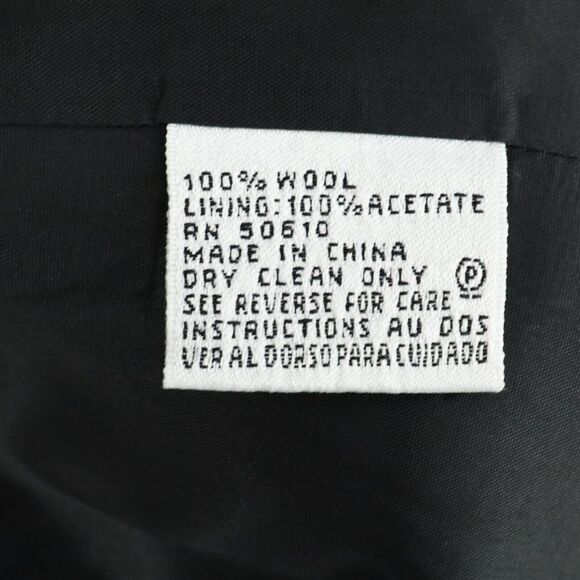 100% WOOL
LINING:100% ACETATE
RN 50610
MADE IN CHINA
DRY CLEAN ONLY Ⓟ
SEE REVERSE FOR CARE
INSTRUCTIONS AU DOS
VER AL DORSO PARA CUIDADO